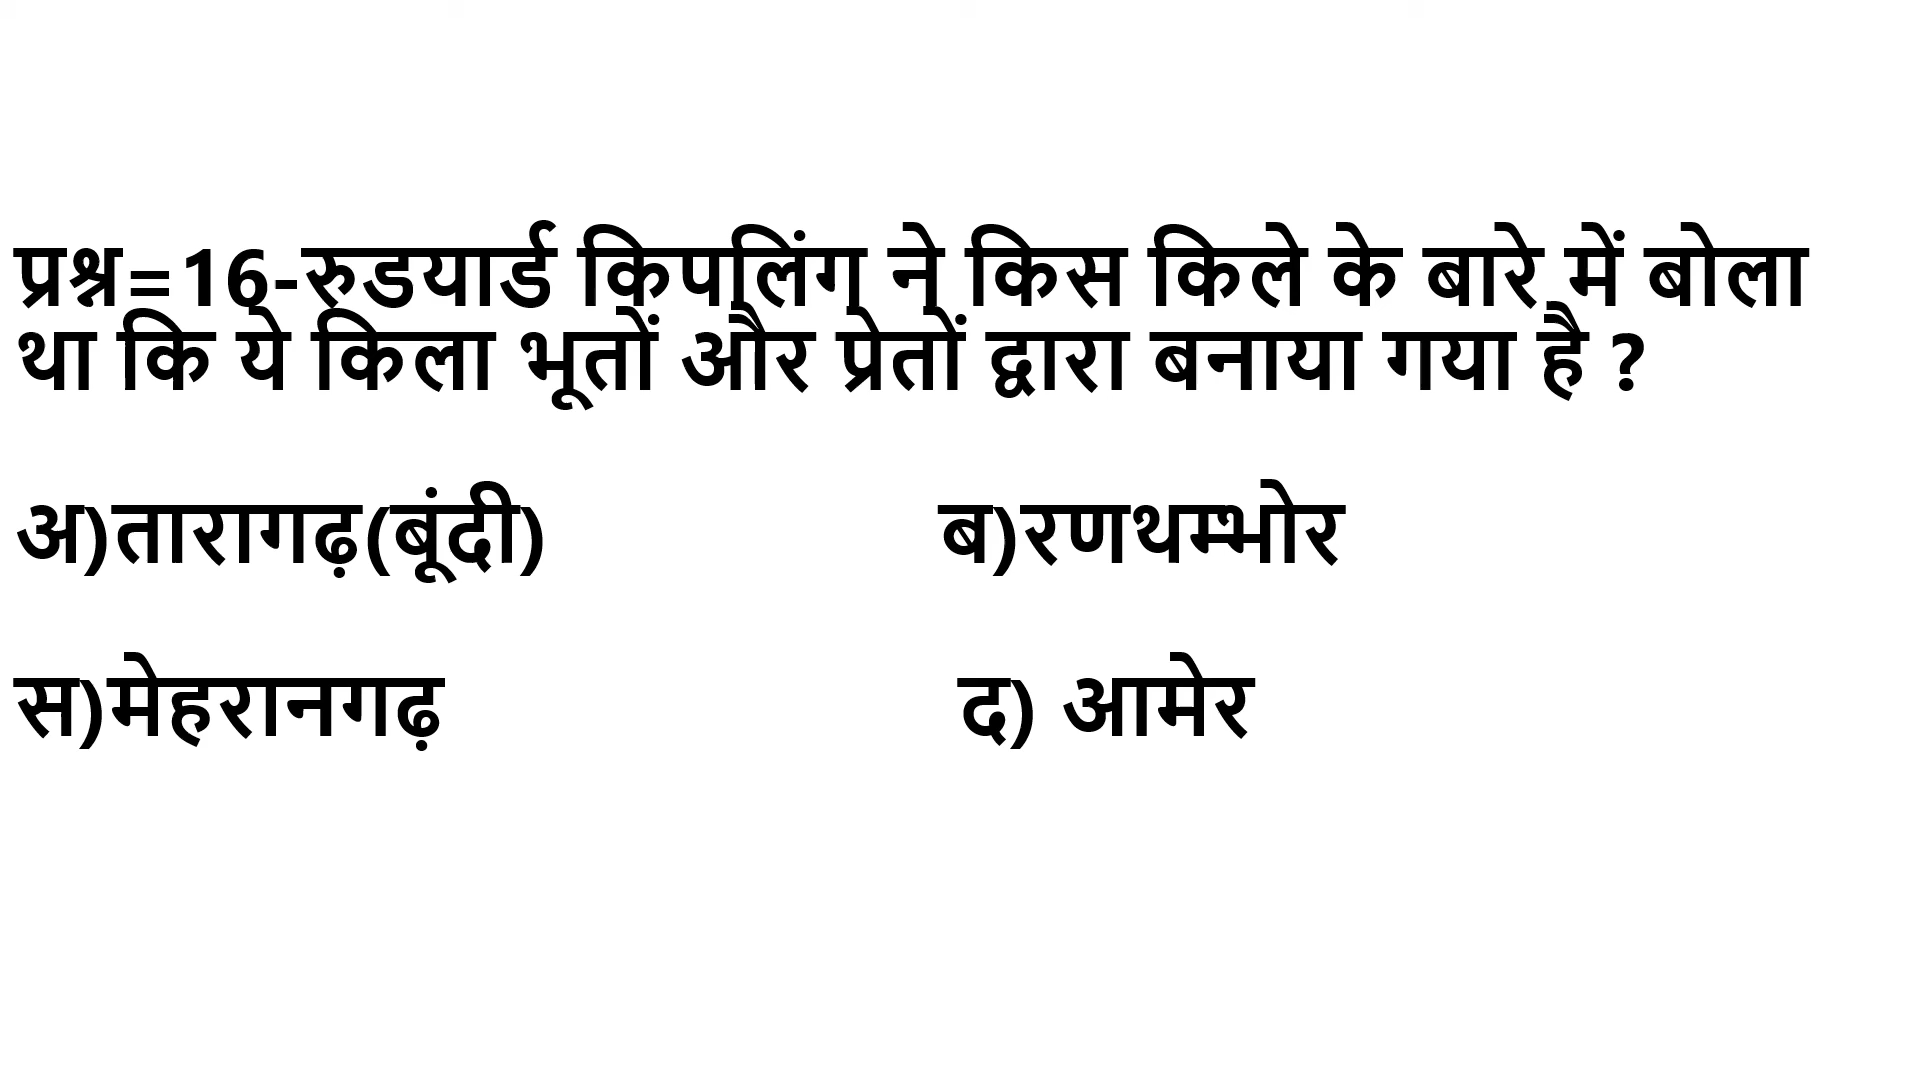 प्रश्न=16-रुडयार्ड किपलिंग ने किस किले के बारे में बोला
था कि ये किला भूतों और प्रेतों द्वारा बनाया गया है ?
अ)तारागढ़(बूंदी) ब)रणथम्भोर
स)मेहरानगढ़ द) आमेर